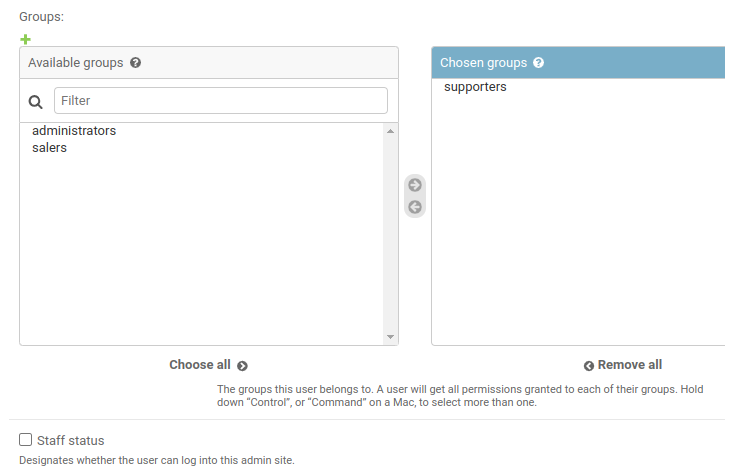 Groups:
Available groups
Chosen groups
Filter
supporters
administrators
salers
Choose all
Remove all
The groups this user belongs to. A user will get all permissions granted to each of their groups. Hold
down “Control”, or “Command” on a Mac, to select more than one.
Staff status
Designates whether the user can log into this admin site.